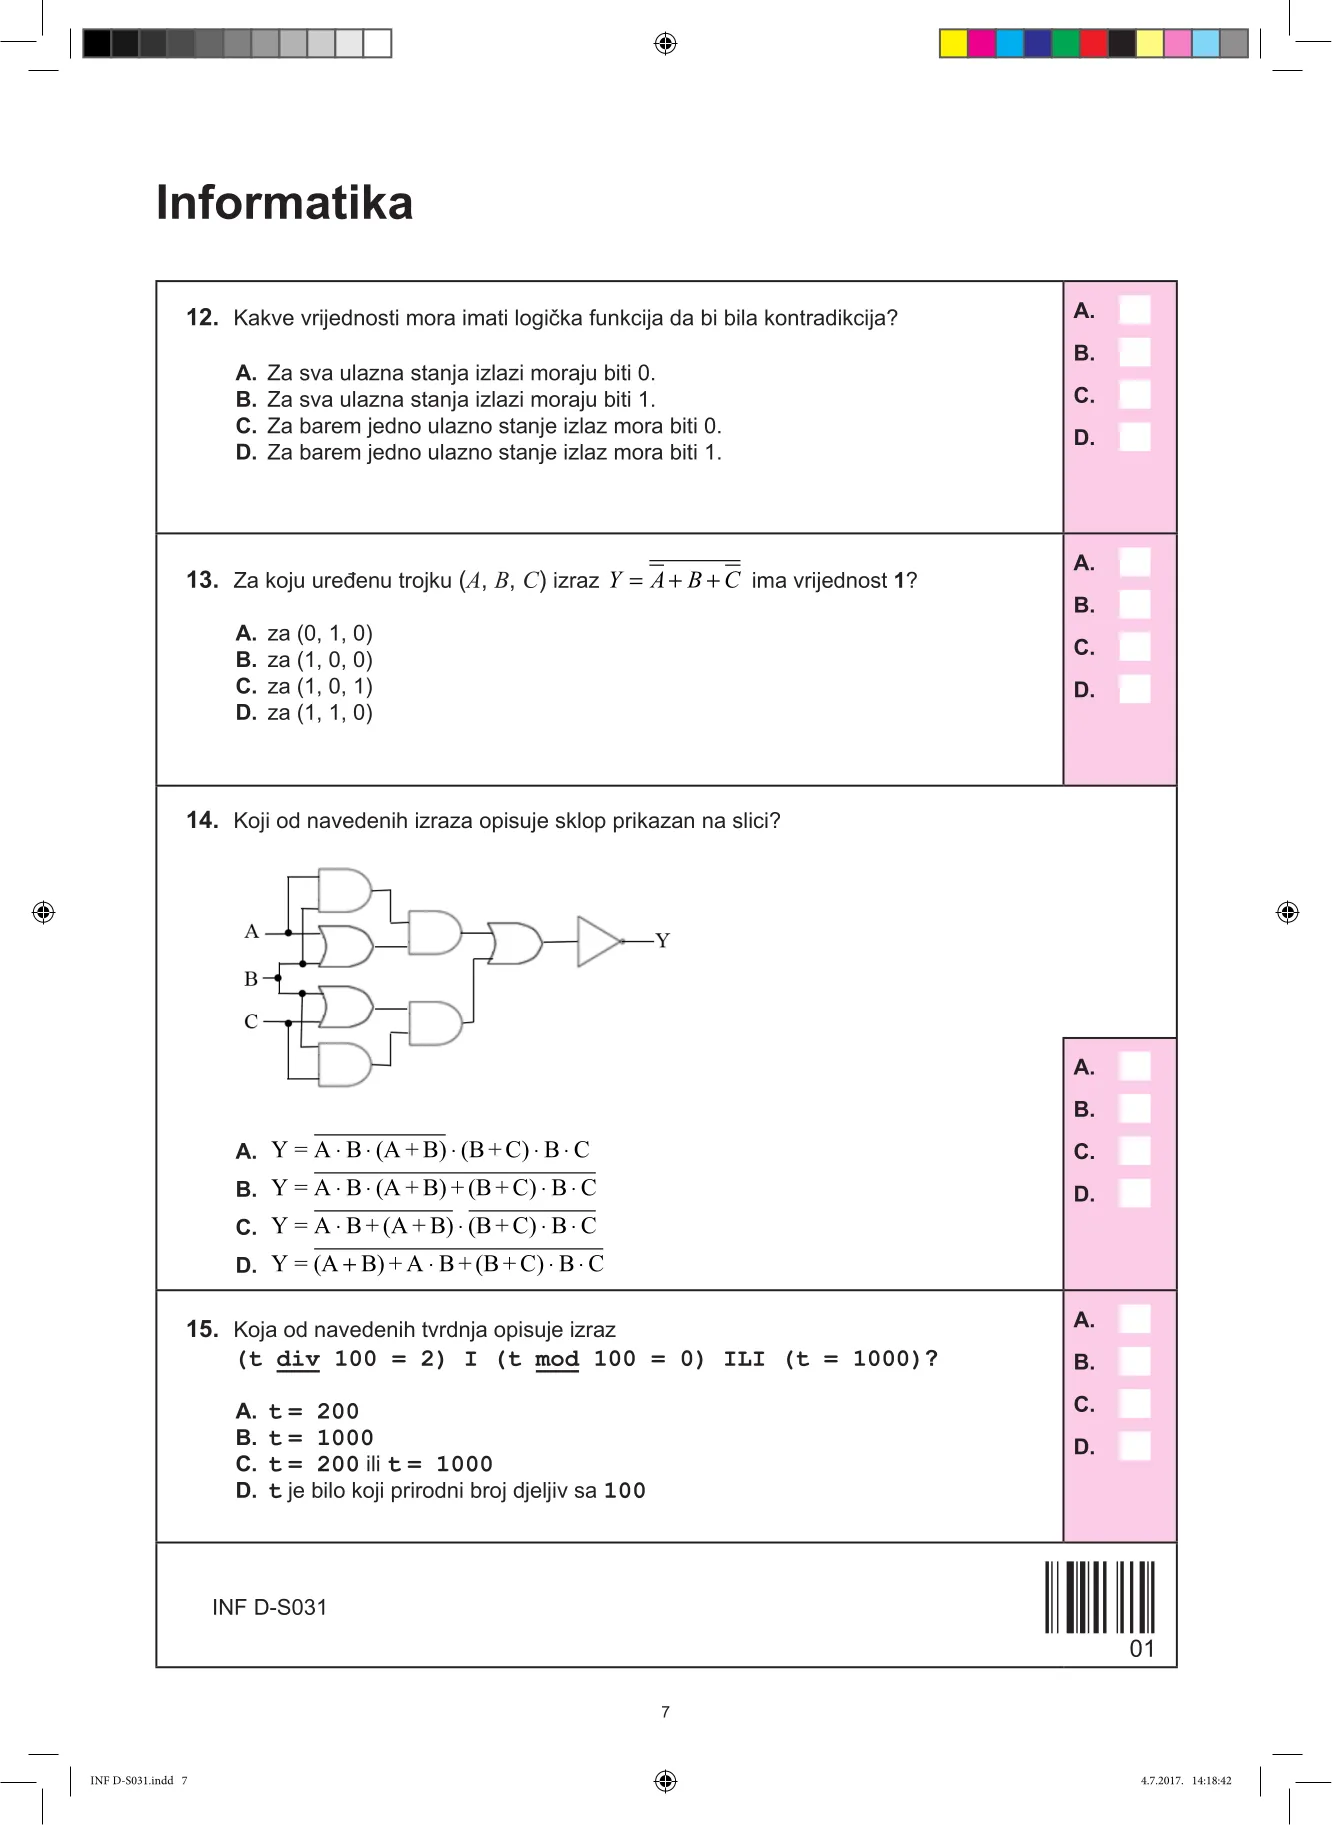 Informatika
12. Kakve vrijednosti mora imati logička funkcija da bi bila kontradikcija?
A. Za sva ulazna stanja izlazi moraju biti 0.
B. Za sva ulazna stanja izlazi moraju biti 1.
C. Za barem jedno ulazno stanje izlaz mora biti 0.
D. Za barem jedno ulazno stanje izlaz mora biti 1.
A.
B.
C.
D.
13. Za koju uređenu trojku (A, B, C) izraz Y = A + B + C ima vrijednost 1?
A. za (0, 1, 0)
B. za (1, 0, 0)
C. za (1, 0, 1)
D. za (1, 1, 0)
A.
B.
C.
D.
14. Koji od navedenih izraza opisuje sklop prikazan na slici?
A
B
C
Y
A. Y = A · B · (A + B) · (B + C) · B · C
B. Y = A · B · (A + B) + (B + C) · B · C
C. Y = A · B + (A + B) · (B + C) · B · C
D. Y = (A + B) + A · B + (B + C) · B · C
A.
B.
C.
D.
15. Koja od navedenih tvrdnja opisuje izraz
(t div 100 = 2) I (t mod 100 = 0) ILI (t = 1000)?
A. t = 200
B. t = 1000
C. t = 200 ili t = 1000
D. t je bilo koji prirodni broj djeljiv sa 100
A.
B.
C.
D.
INF D-S031
01
7
INF D-S031.indd 7
4.7.2017. 14:18:42